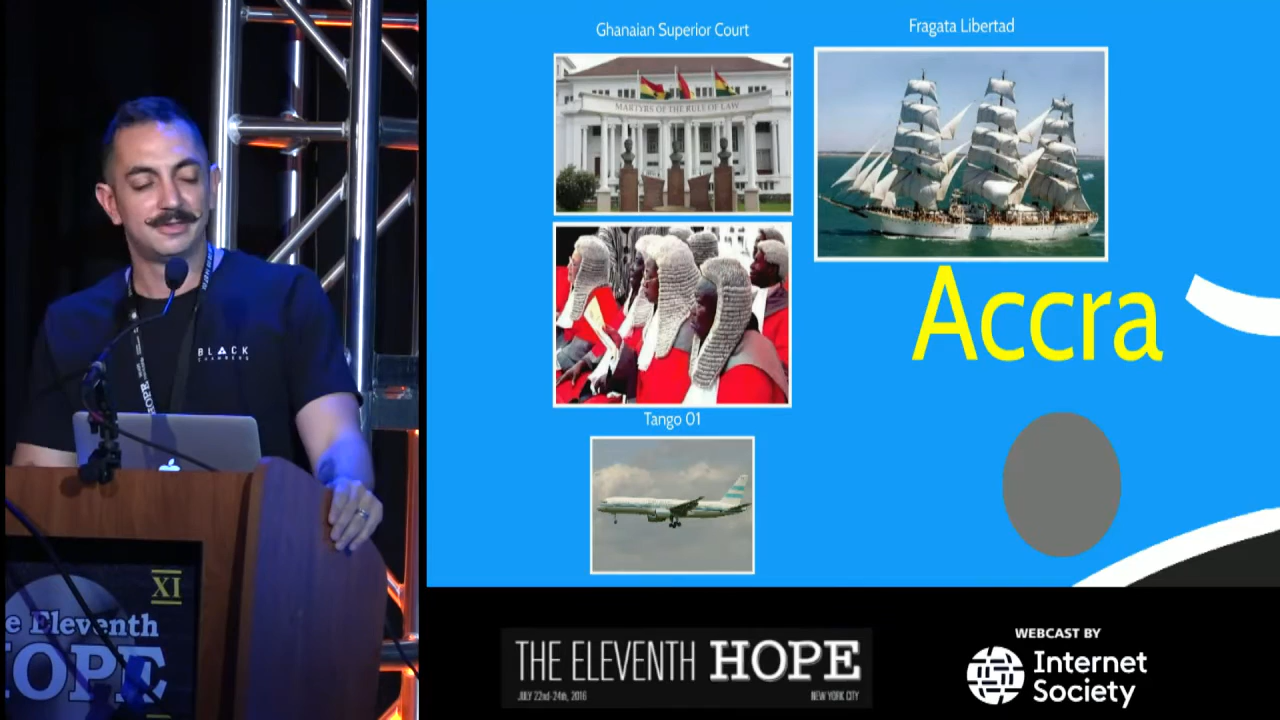 Ghanaian Superior Court
Fragata Libertad
MARTYRS OF THE RULE OF LAW
Accra
Tango 01
BLACK
CHAMBERS
HOPE
XI
e Eleventh
HOPE
THE ELEVENTH HOPE
JULY 22nd-24th, 2016
NEW YORK CITY
WEBCAST BY
Internet
Society